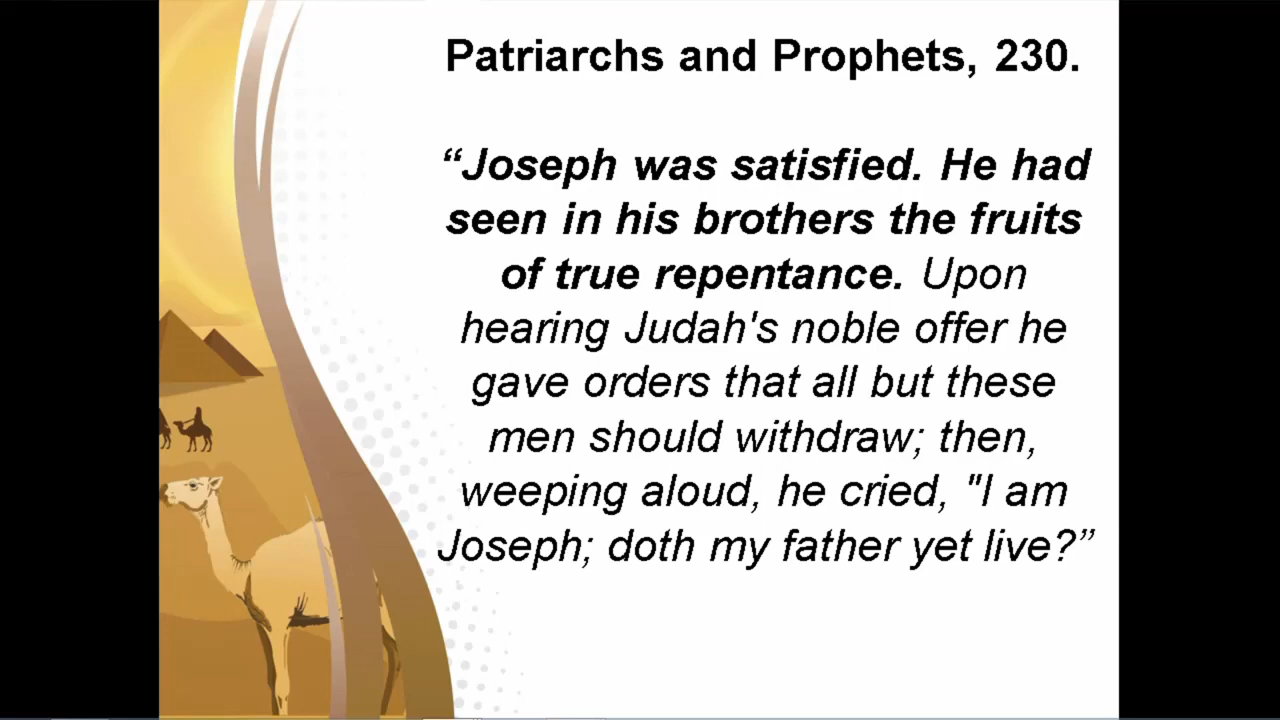 Patriarchs and Prophets, 230.
“Joseph was satisfied. He had
seen in his brothers the fruits
of true repentance. Upon
hearing Judah's noble offer he
gave orders that all but these
men should withdraw; then,
weeping aloud, he cried, "I am
Joseph; doth my father yet live?”